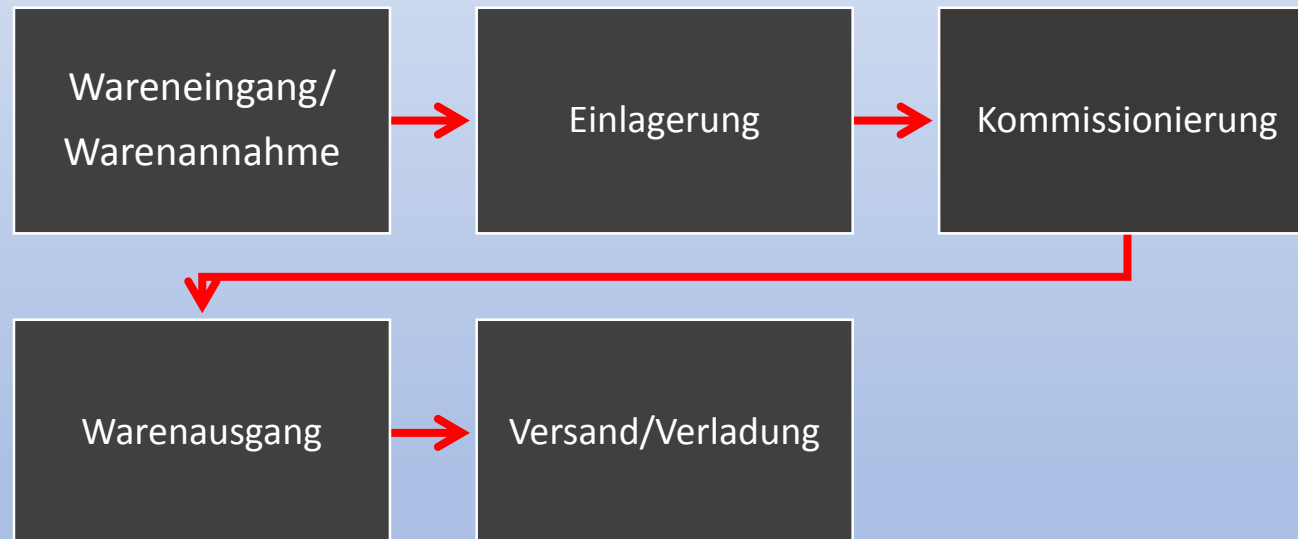 Wareneingang/
Warenannahme
Einlagerung
Kommissionierung
Warenausgang
Versand/Verladung